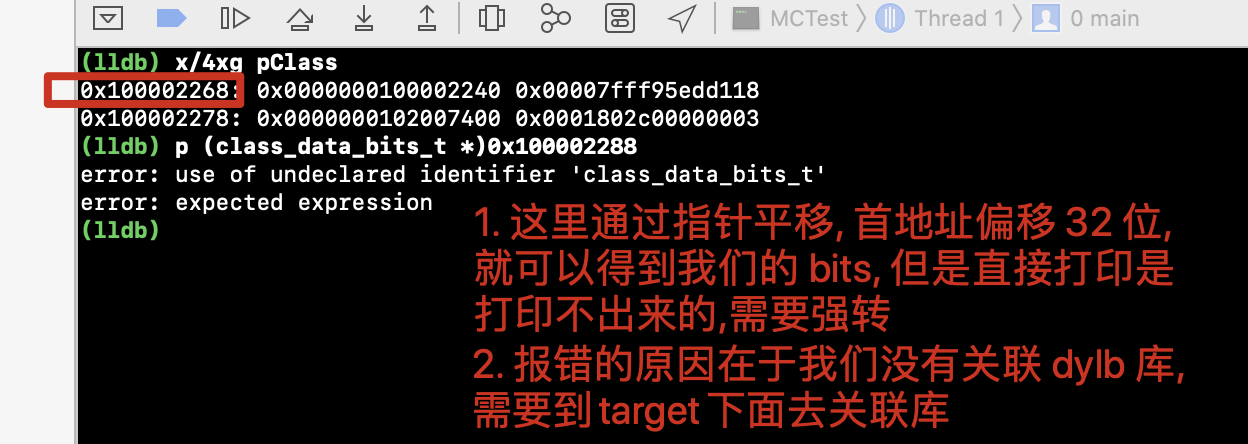 MCTest 〉 Thread 1 〉 0 main
(lldb) x/4xg pClass
0x100002268: 0x0000000100002240 0x00007fff95edd118
0x100002278: 0x0000000102007400 0x0001802c00000003
(lldb) p (class_data_bits_t *)0x100002288
error: use of undeclared identifier 'class_data_bits_t'
error: expected expression
(lldb)
1. 这里通过指针平移, 首地址偏移 32 位,
就可以得到我们的 bits, 但是直接打印是
打印不出来的,需要强转
2. 报错的原因在于我们没有关联 dylb 库,
需要到 target 下面去关联库